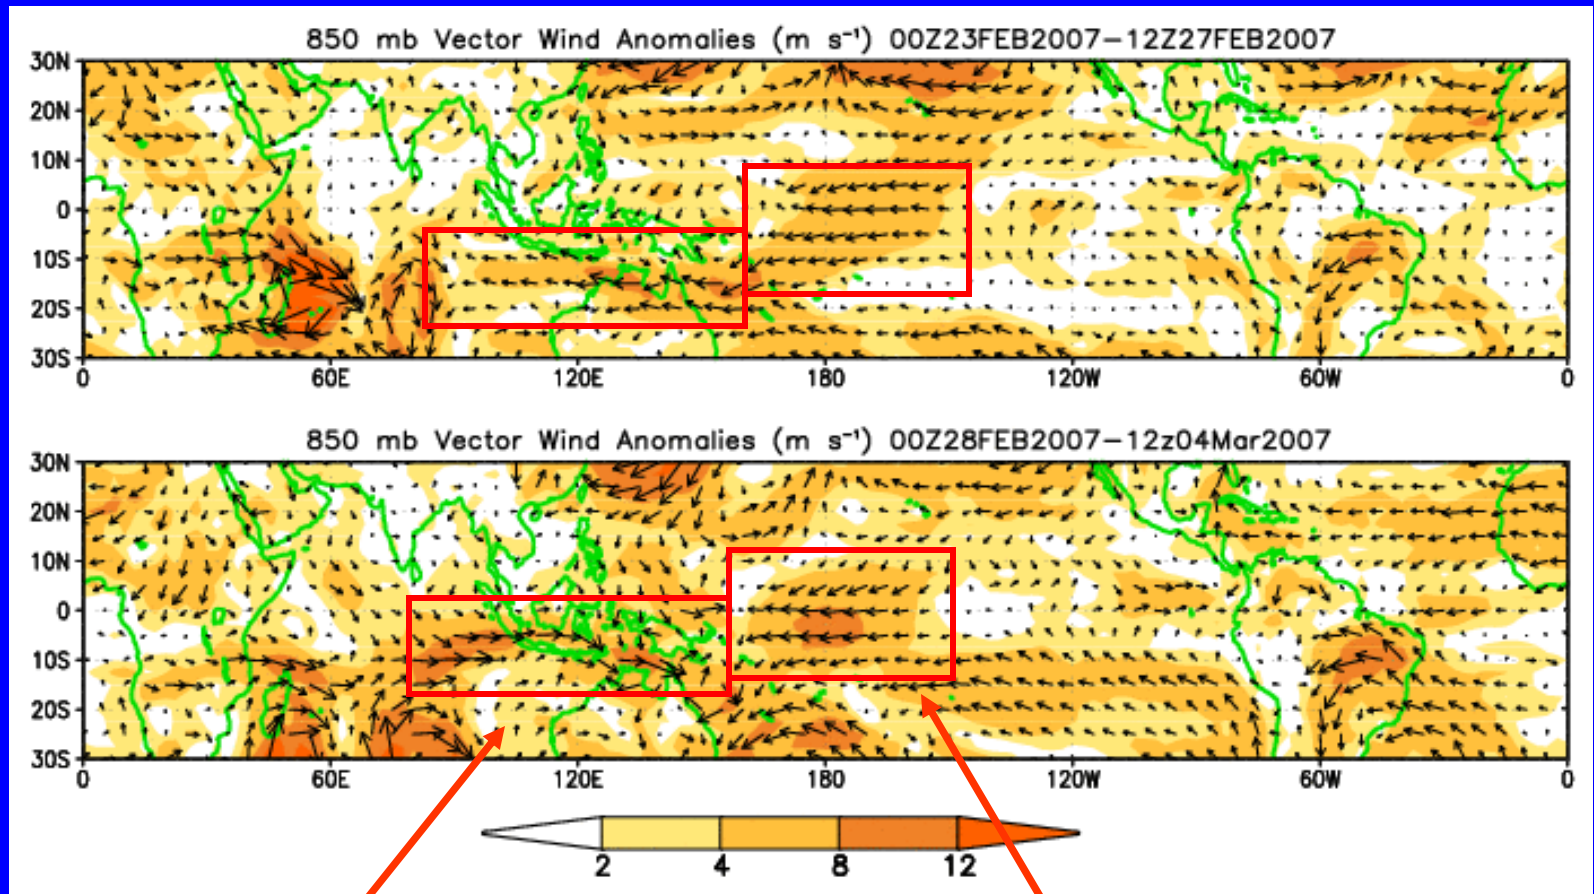 850 mb Vector Wind Anomalies (m s⁻¹) 00Z23FEB2007-12Z27FEB2007
30N
20N
10N
0
10S
20S
30S
0 60E 120E 180 120W 60W 0
850 mb Vector Wind Anomalies (m s⁻¹) 00Z28FEB2007-12z04Mar2007
30N
20N
10N
0
10S
20S
30S
0 60E 120E 180 120W 60W 0
2 4 8 12